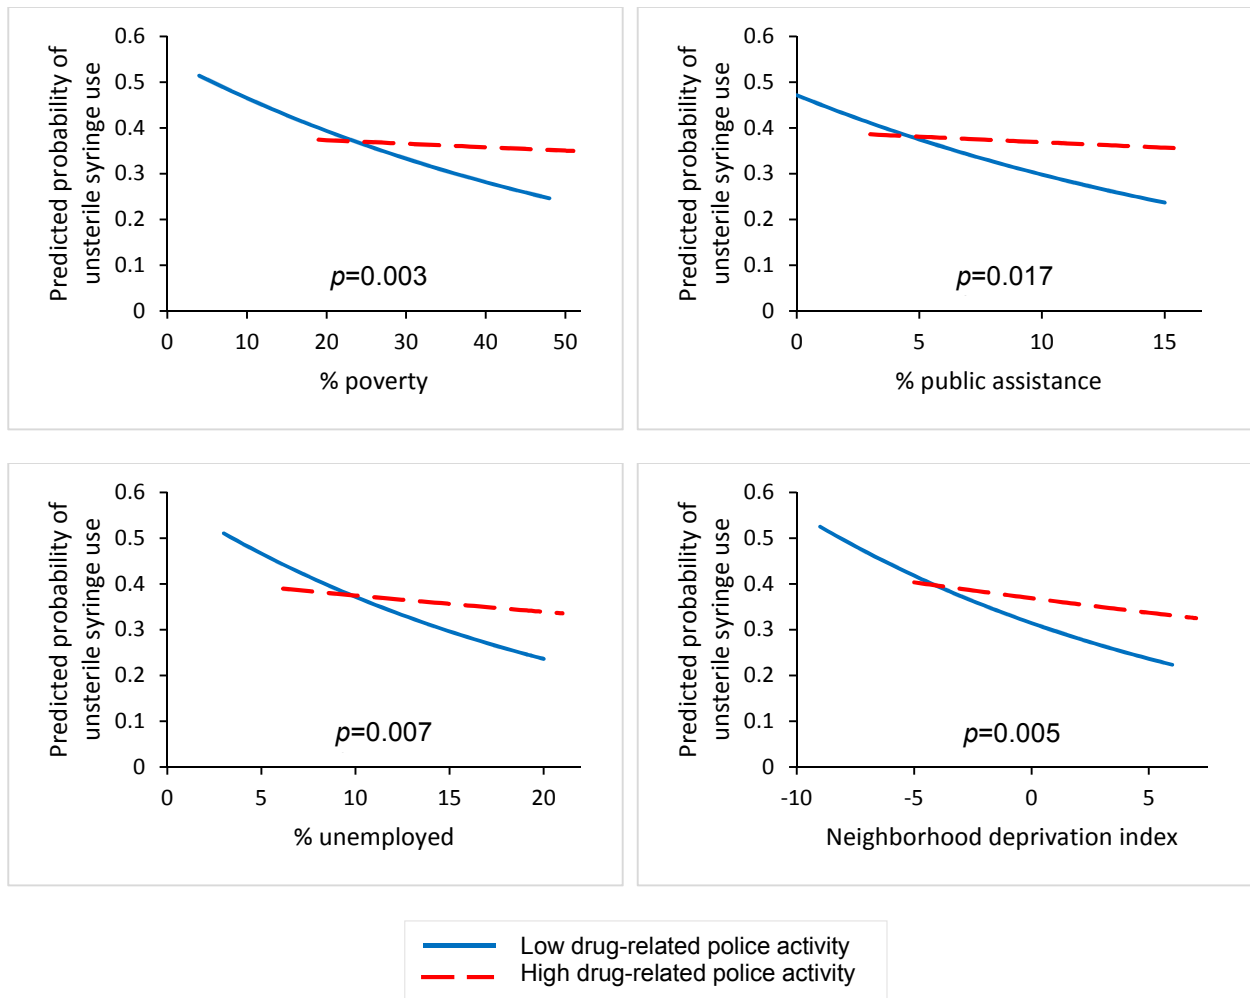 Predicted probability of
unsterile syringe use
0.6
0.5
0.4
0.3
0.2
0.1
0
p=0.003
0 10 20 30 40 50
% poverty
Predicted probability of
unsterile syringe use
0.6
0.5
0.4
0.3
0.2
0.1
0
p=0.017
0 5 10 15
% public assistance
Predicted probability of
unsterile syringe use
0.6
0.5
0.4
0.3
0.2
0.1
0
p=0.007
0 5 10 15 20
% unemployed
Predicted probability of
unsterile syringe use
0.6
0.5
0.4
0.3
0.2
0.1
0
p=0.005
-10 -5 0 5
Neighborhood deprivation index
Low drug-related police activity
High drug-related police activity